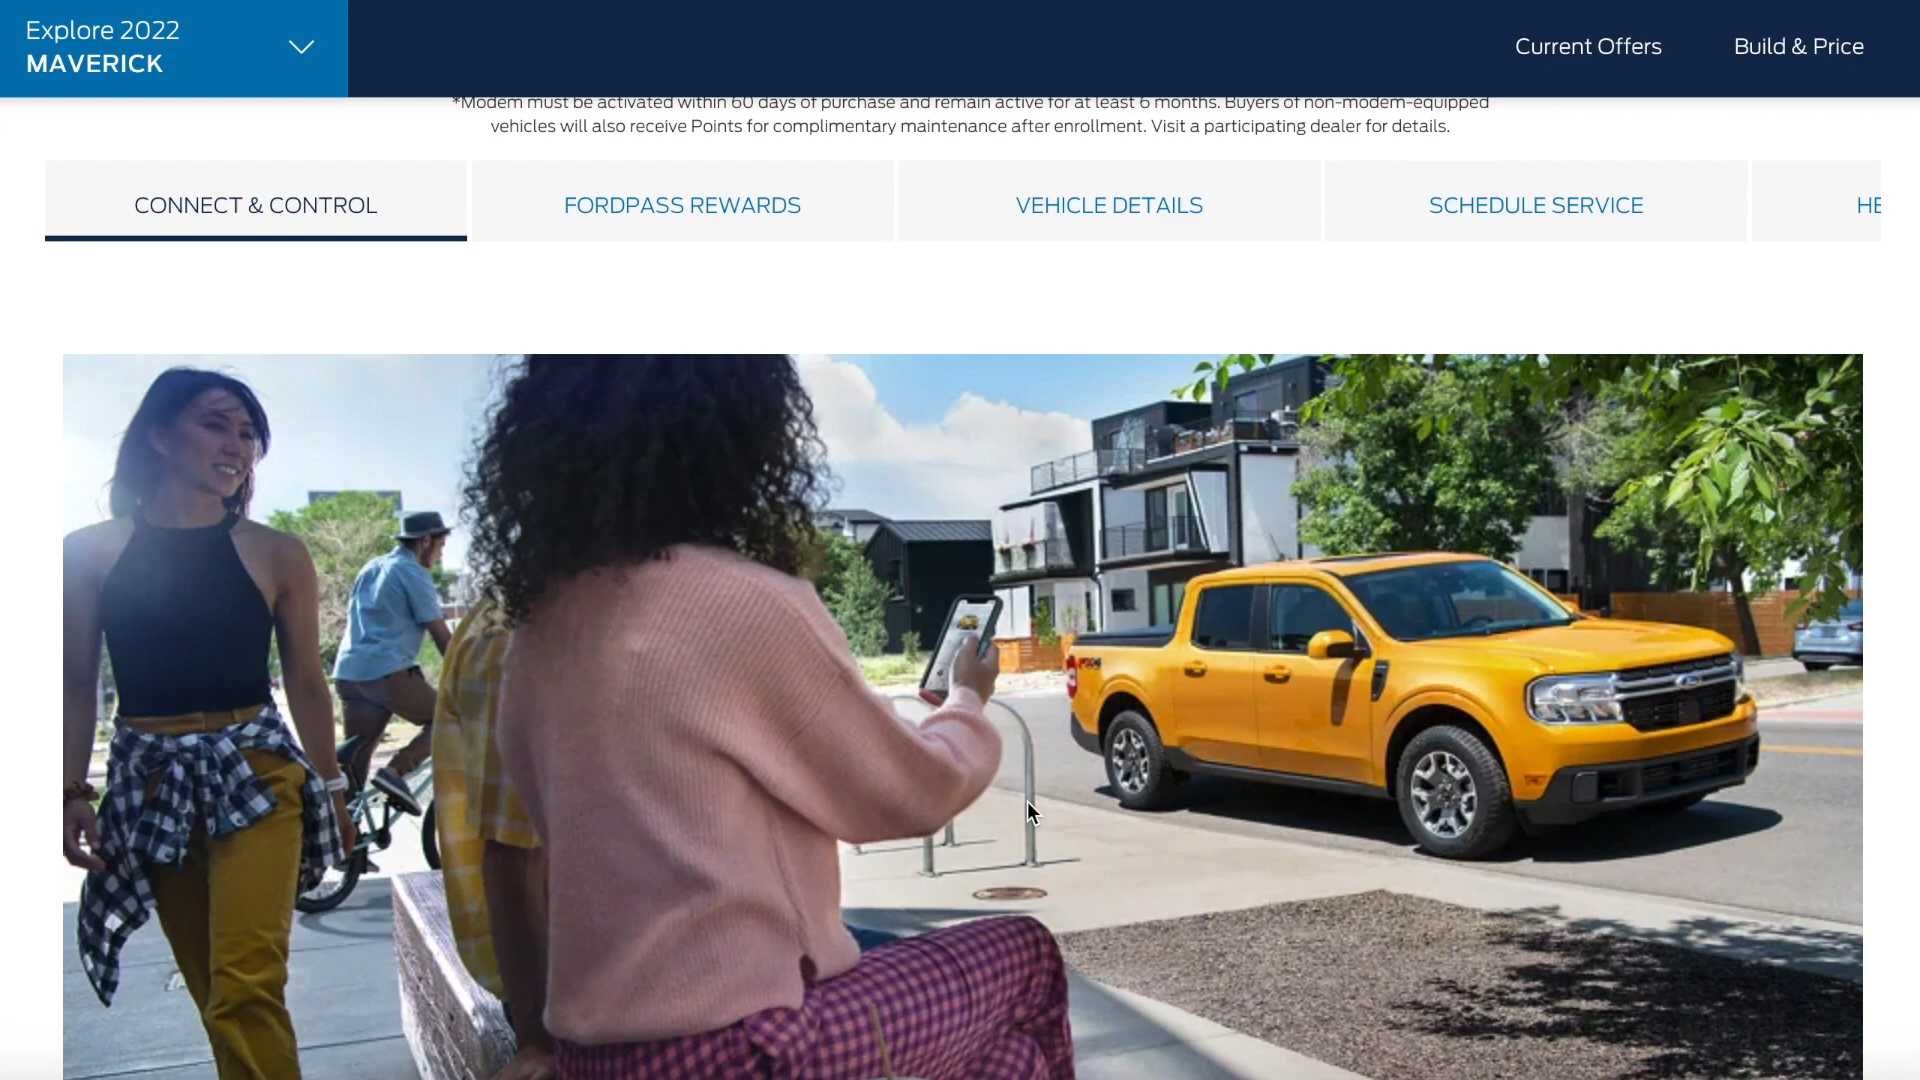 Explore 2022
MAVERICK
Current Offers
Build & Price
*Modem must be activated within 60 days of purchase and remain active for at least 6 months. Buyers of non-modem-equipped
vehicles will also receive Points for complimentary maintenance after enrollment. Visit a participating dealer for details.
CONNECT & CONTROL
FORDPASS REWARDS
VEHICLE DETAILS
SCHEDULE SERVICE
HE
FX4